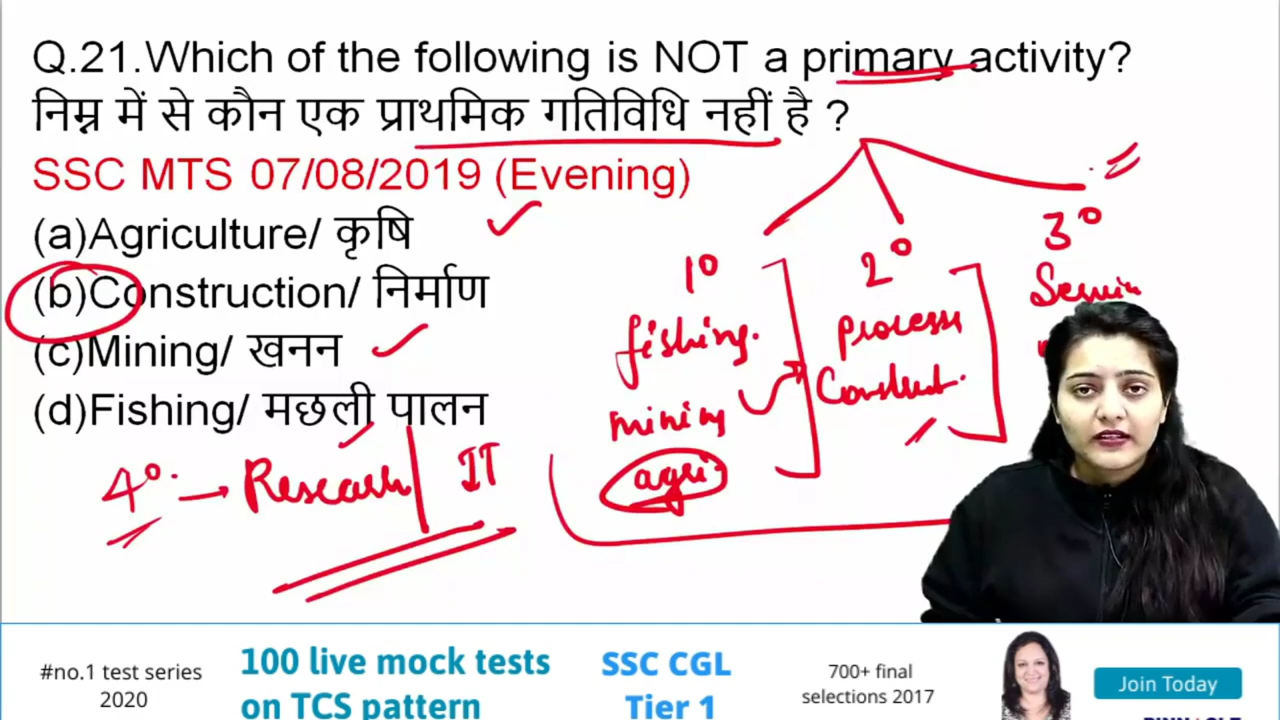 Q.21.Which of the following is NOT a primary activity?
निम्न में से कौन एक प्राथमिक गतिविधि नहीं है ?
SSC MTS 07/08/2019 (Evening)
(a)Agriculture/ कृषि
(b)Construction/ निर्माण
(c)Mining/ खनन
(d)Fishing/ मछली पालन
1°
fishing.
mining
agri.
2°
Process
Construct.
3°
4°. → Research
IT
#no.1 test series
2020
100 live mock tests
on TCS pattern
SSC CGL
Tier 1
700+ final
selections 2017
Join Today